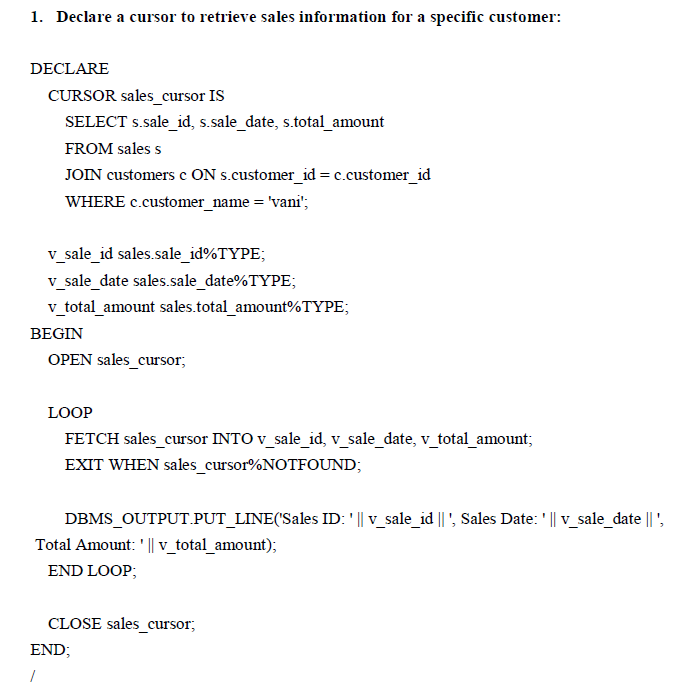 1. Declare a cursor to retrieve sales information for a specific customer:
DECLARE
CURSOR sales_cursor IS
SELECT s.sale_id, s.sale_date, s.total_amount
FROM sales s
JOIN customers c ON s.customer_id = c.customer_id
WHERE c.customer_name = 'vani';
v_sale_id sales.sale_id%TYPE;
v_sale_date sales.sale_date%TYPE;
v_total_amount sales.total_amount%TYPE;
BEGIN
OPEN sales_cursor;
LOOP
FETCH sales_cursor INTO v_sale_id, v_sale_date, v_total_amount;
EXIT WHEN sales_cursor%NOTFOUND;
DBMS_OUTPUT.PUT_LINE('Sales ID: ' || v_sale_id || ', Sales Date: ' || v_sale_date || ',
Total Amount: ' || v_total_amount);
END LOOP;
CLOSE sales_cursor;
END;
/